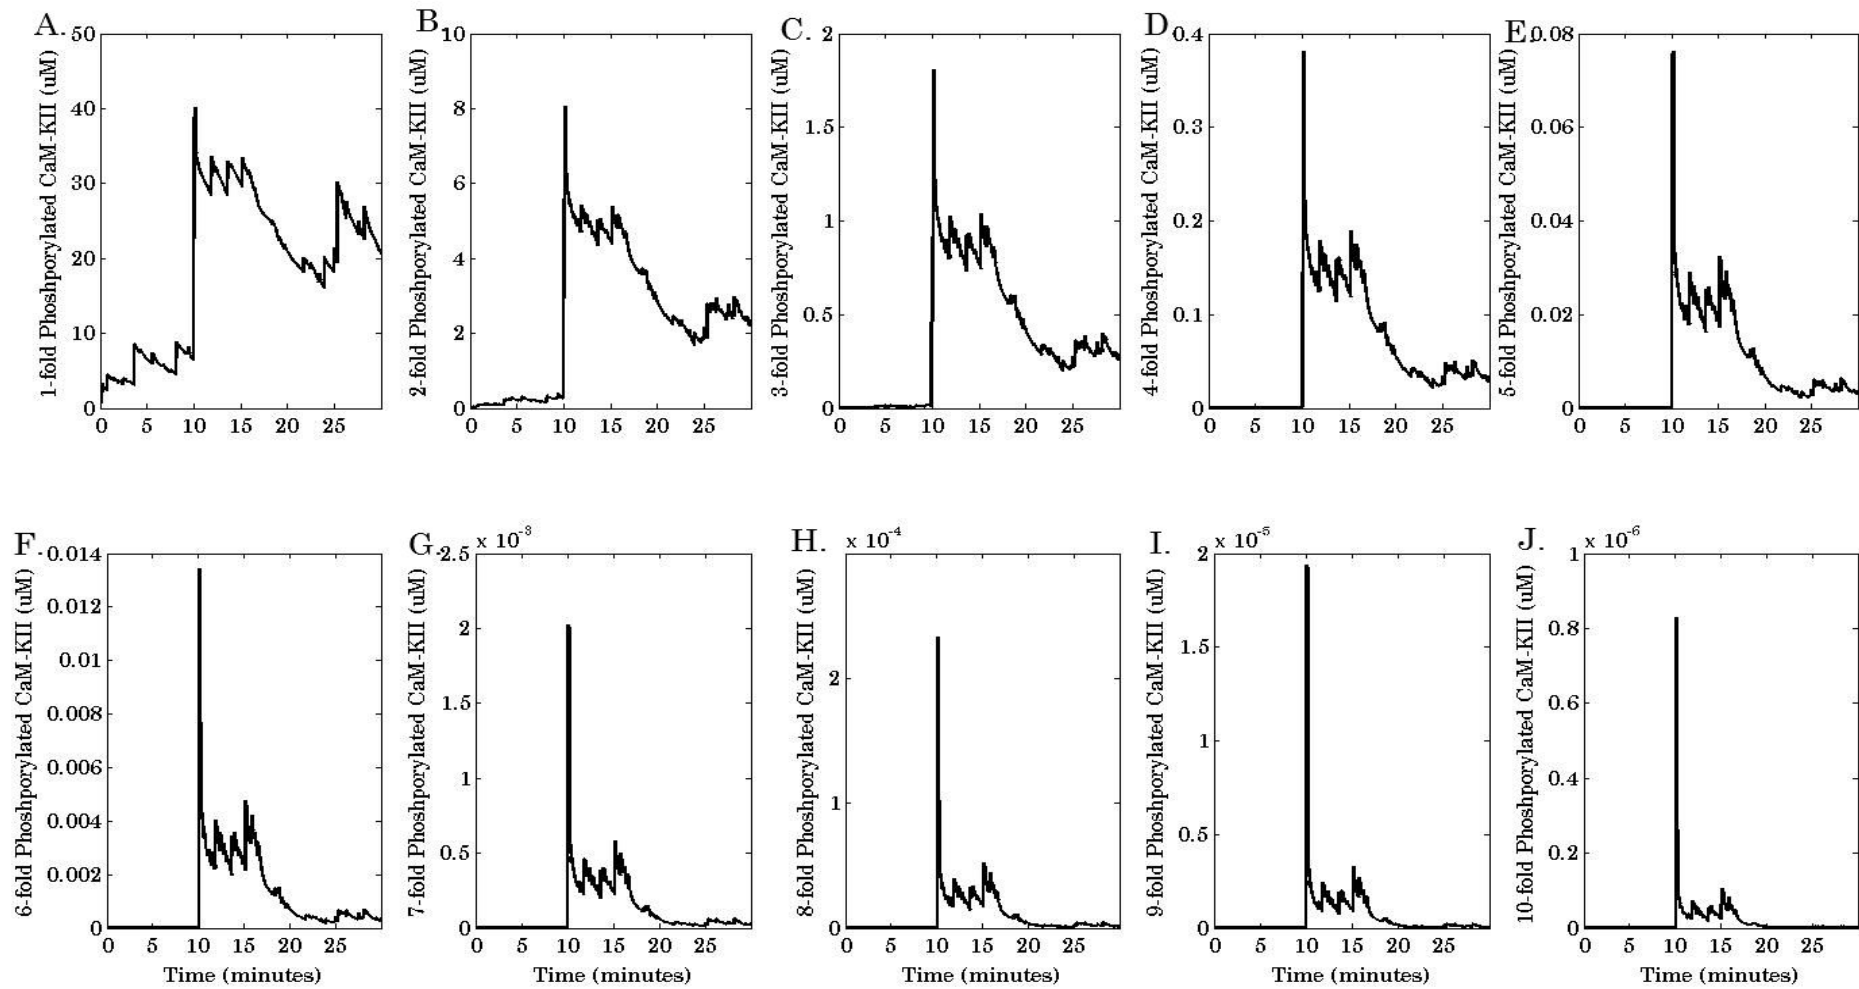 A.
1-fold Phoshporylated CaM-KII (uM)
50
40
30
20
10
0
0 5 10 15 20 25
B.
2-fold Phoshporylated CaM-KII (uM)
10
8
6
4
2
0
0 5 10 15 20 25
C.
3-fold Phoshporylated CaM-KII (uM)
2
1.5
1
0.5
0
0 5 10 15 20 25
D
4-fold Phoshporylated CaM-KII (uM)
0.4
0.3
0.2
0.1
0
0 5 10 15 20 25
E.
5-fold Phoshporylated CaM-KII (uM)
0.08
0.06
0.04
0.02
0
0 5 10 15 20 25
F.
6-fold Phoshporylated CaM-KII (uM)
0.014
0.012
0.01
0.008
0.006
0.004
0.002
0
0 5 10 15 20 25
Time (minutes)
G.
x 10-3
7-fold Phoshporylated CaM-KII (uM)
2.5
2
1.5
1
0.5
0
0 5 10 15 20 25
Time (minutes)
H.
x 10-4
8-fold Phoshporylated CaM-KII (uM)
2
1
0
0 5 10 15 20 25
Time (minutes)
I.
x 10-5
9-fold Phoshporylated CaM-KII (uM)
2
1.5
1
0.5
0
0 5 10 15 20 25
Time (minutes)
J.
x 10-6
10-fold Phoshporylated CaM-KII (uM)
1
0.8
0.6
0.4
0.2
0
0 5 10 15 20 25
Time (minutes)